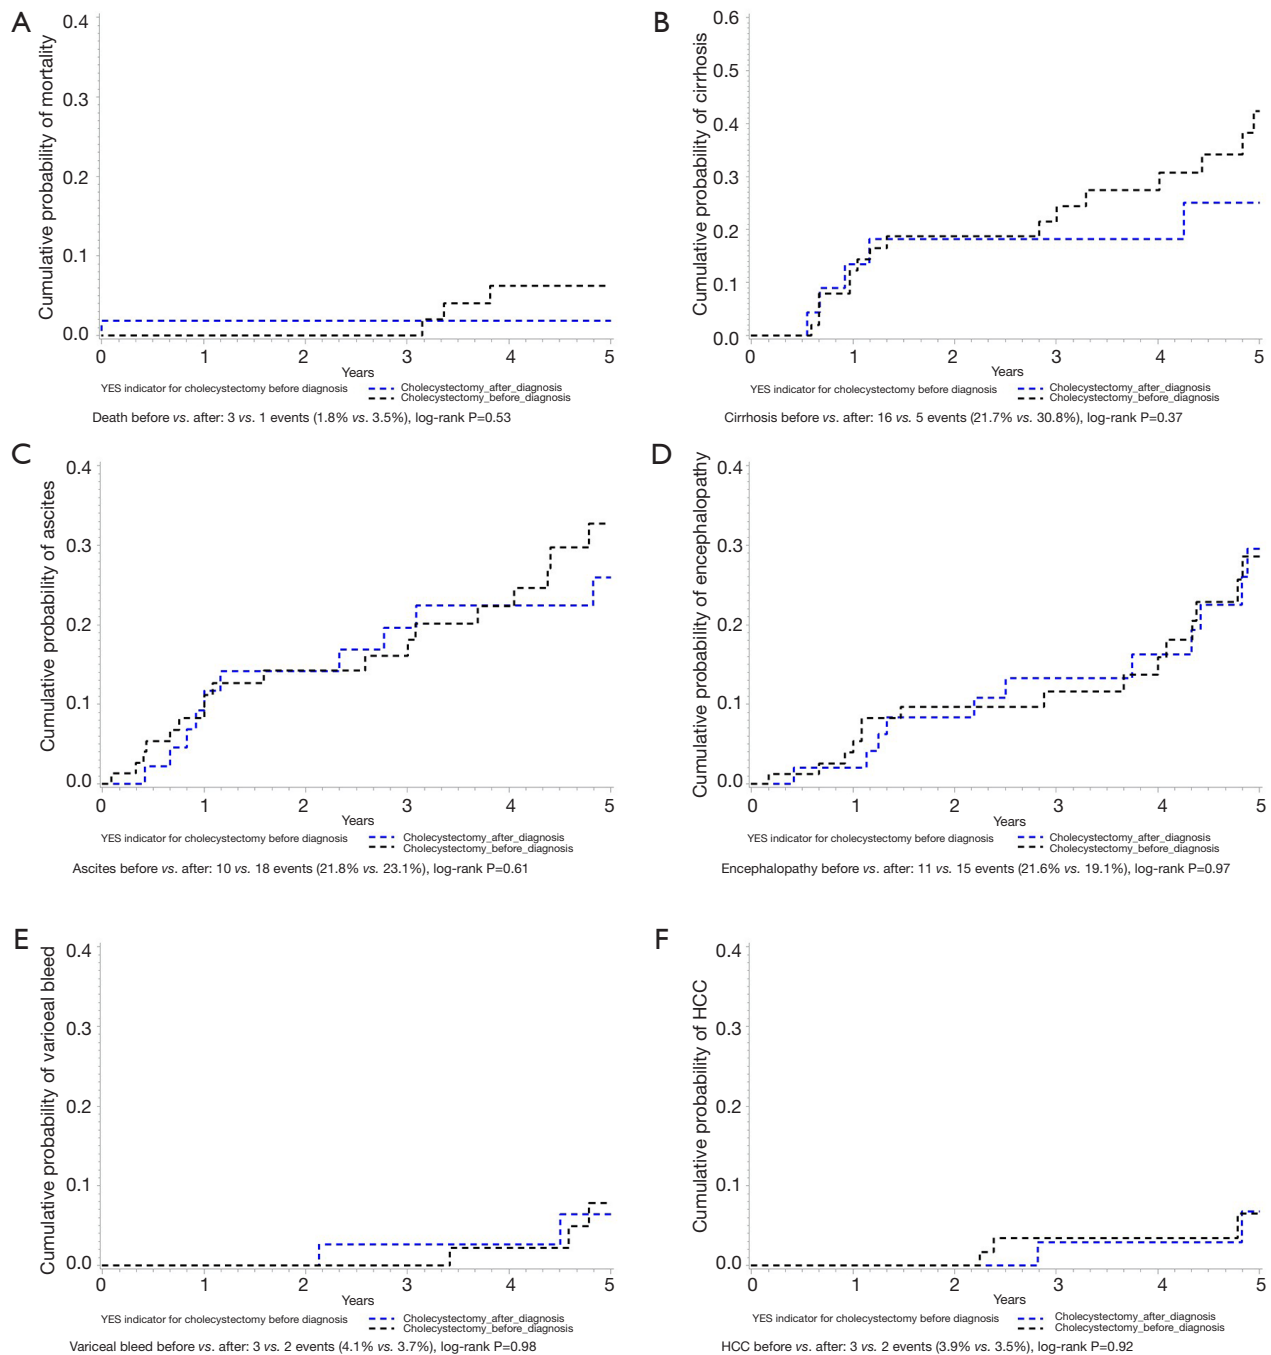 A
Cumulative probability of mortality
0.4
0.3
0.2
0.1
0.0
0 1 2 3 4 5
Years
YES indicator for cholecystectomy before diagnosis
Cholecystectomy_after_diagnosis
Cholecystectomy_before_diagnosis
Death before vs. after: 3 vs. 1 events (1.8% vs. 3.5%), log-rank P=0.53
B
Cumulative probability of cirrhosis
0.6
0.5
0.4
0.3
0.2
0.1
0.0
0 1 2 3 4 5
Years
YES indicator for cholecystectomy before diagnosis
Cholecystectomy_after_diagnosis
Cholecystectomy_before_diagnosis
Cirrhosis before vs. after: 16 vs. 5 events (21.7% vs. 30.8%), log-rank P=0.37
C
Cumulative probability of ascites
0.4
0.3
0.2
0.1
0.0
0 1 2 3 4 5
Years
YES indicator for cholecystectomy before diagnosis
Cholecystectomy_after_diagnosis
Cholecystectomy_before_diagnosis
Ascites before vs. after: 10 vs. 18 events (21.8% vs. 23.1%), log-rank P=0.61
D
Cumulative probability of encephalopathy
0.4
0.3
0.2
0.1
0.0
0 1 2 3 4 5
Years
YES indicator for cholecystectomy before diagnosis
Cholecystectomy_after_diagnosis
Cholecystectomy_before_diagnosis
Encephalopathy before vs. after: 11 vs. 15 events (21.6% vs. 19.1%), log-rank P=0.97
E
Cumulative probability of varioeal bleed
0.4
0.3
0.2
0.1
0.0
0 1 2 3 4 5
Years
YES indicator for cholecystectomy before diagnosis
Cholecystectomy_after_diagnosis
Cholecystectomy_before_diagnosis
Variceal bleed before vs. after: 3 vs. 2 events (4.1% vs. 3.7%), log-rank P=0.98
F
Cumulative probability of HCC
0.4
0.3
0.2
0.1
0.0
0 1 2 3 4 5
Years
YES indicator for cholecystectomy before diagnosis
Cholecystectomy_after_diagnosis
Cholecystectomy_before_diagnosis
HCC before vs. after: 3 vs. 2 events (3.9% vs. 3.5%), log-rank P=0.92